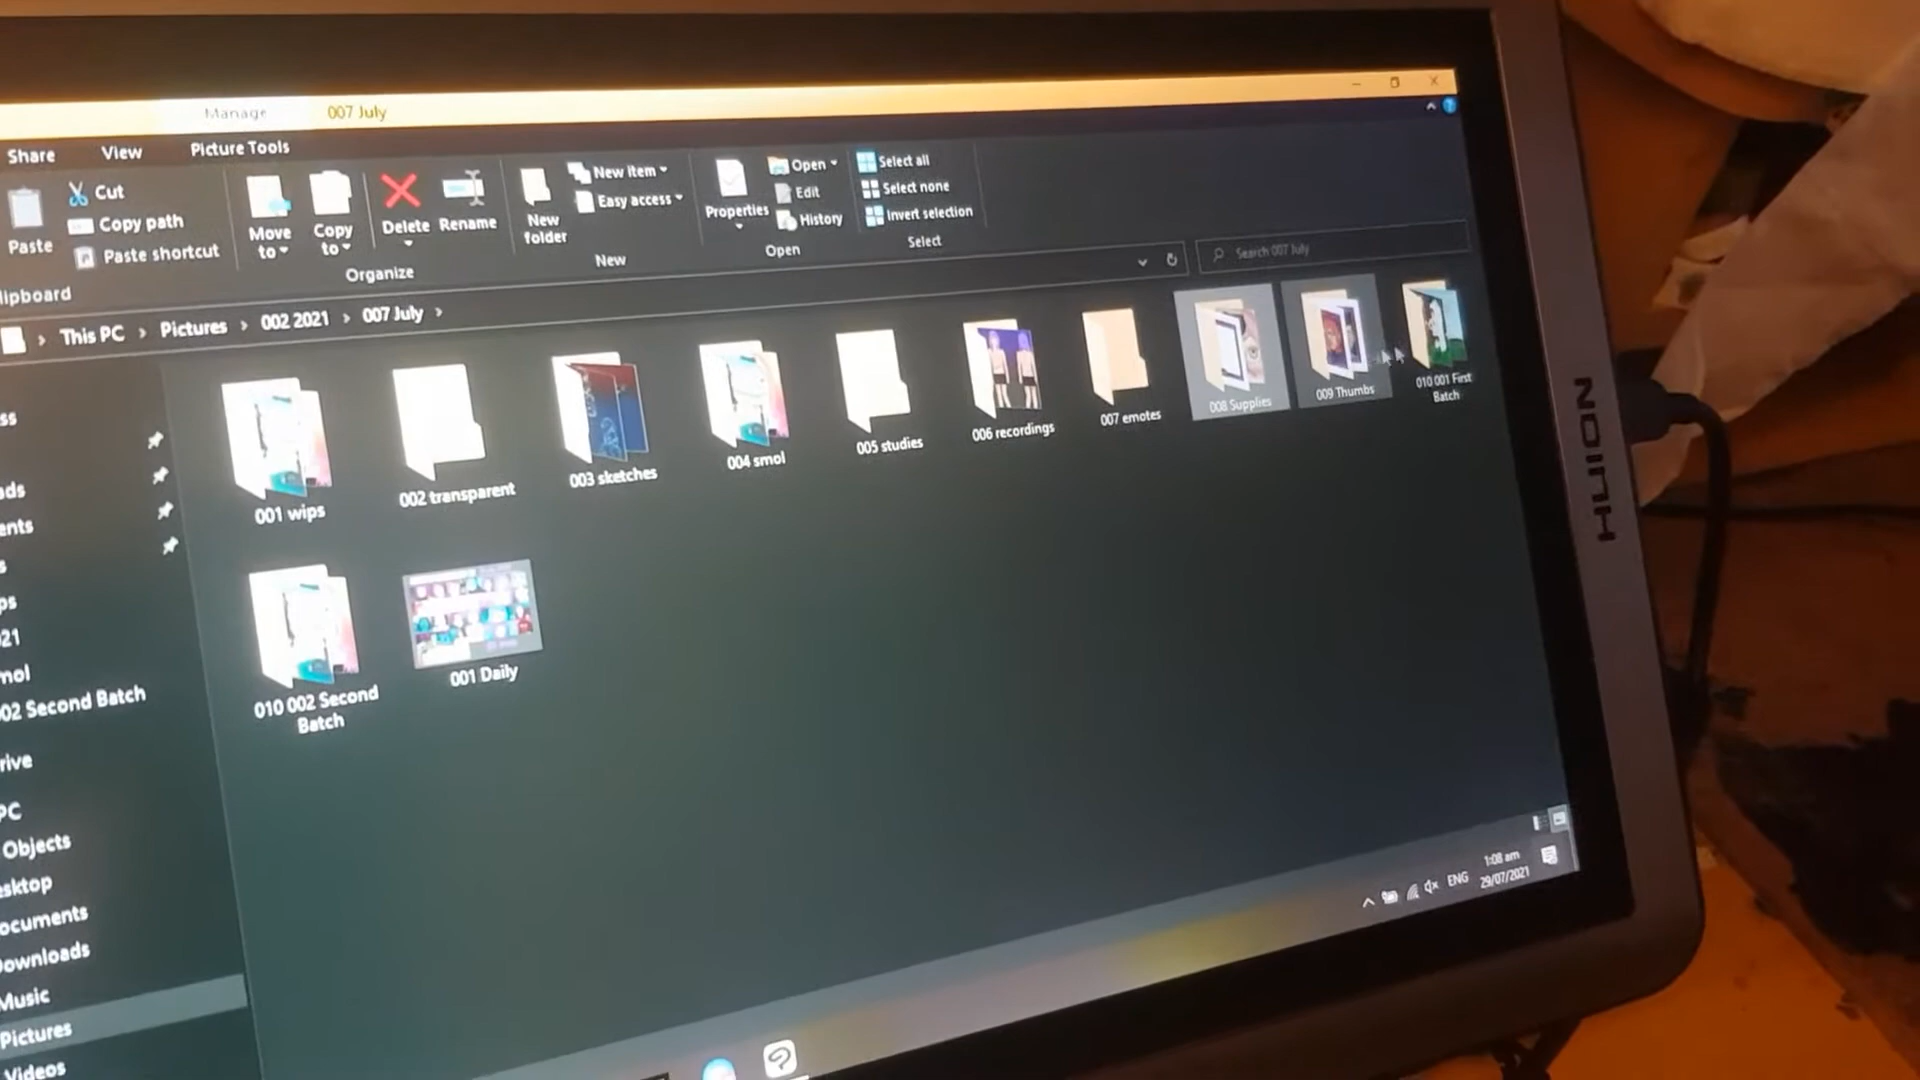 Manage 007 July
Share View Picture Tools
Paste
Cut
Copy path
Paste shortcut
lipboard
Move to
Copy to
Delete
Rename
Organize
New folder
New item
Easy access
New
Properties
Open
Edit
History
Open
Select all
Select none
Invert selection
Select
This PC > Pictures > 002 2021 > 007 July >
Search 007 July
ss
ads
ents
s
ps
21
mol
02 Second Batch
rive
PC
Objects
esktop
ocuments
ownloads
Music
Pictures
Videos
001 wips
002 transparent
003 sketches
004 smol
005 studies
006 recordings
007 emotes
008 Supplies
009 Thumbs
010 001 First
Batch
010 002 Second
Batch
001 Daily
ENG
1:08 am
29/07/2021
HUION